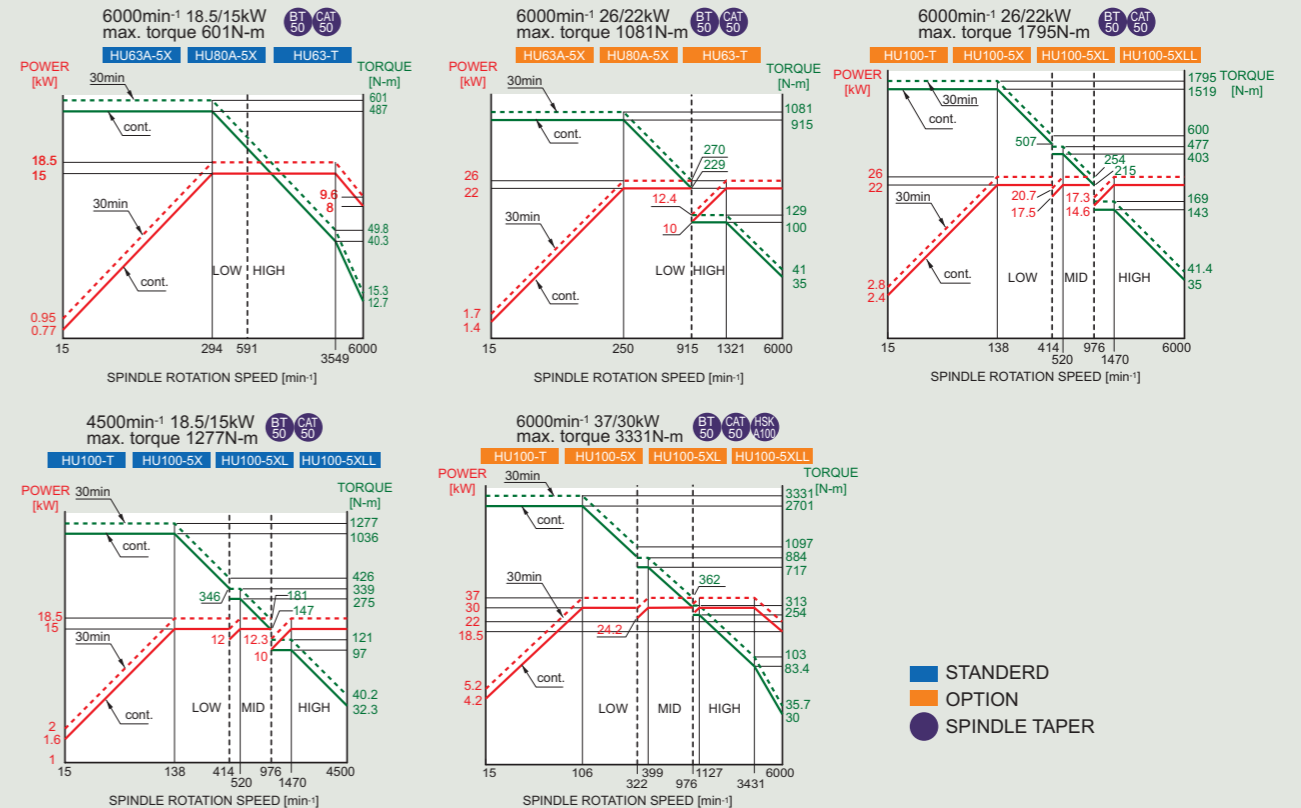 6000min-1 18.5/15kW
max. torque 601N-m
BT 50
CAT 50
HU63A-5X HU80A-5X HU63-T
POWER [kW]
TORQUE [N-m]
30min
cont.
601
487
18.5
15
30min
cont.
9.6
8
49.8
40.3
15.3
12.7
LOW HIGH
0.95
0.77
15 294 591 3549 6000
SPINDLE ROTATION SPEED [min-1]
6000min-1 26/22kW
max. torque 1081N-m
BT 50
CAT 50
HU63A-5X HU80A-5X HU63-T
POWER [kW]
TORQUE [N-m]
30min
cont.
1081
915
270
229
26
22
12.4
10
129
100
30min
cont.
LOW HIGH
41
35
1.7
1.4
15 250 915 1321 6000
SPINDLE ROTATION SPEED [min-1]
6000min-1 26/22kW
max. torque 1795N-m
BT 50
CAT 50
HU100-T HU100-5X HU100-5XL HU100-5XLL
POWER [kW]
TORQUE [N-m]
30min
cont.
1795
1519
600
477
403
507
254
215
26
22
30min
20.7
17.5
17.3
14.6
169
143
cont.
LOW MID HIGH
41.4
35
2.8
2.4
15 138 414 520 976 1470 6000
SPINDLE ROTATION SPEED [min-1]
4500min-1 18.5/15kW
max. torque 1277N-m
BT 50
CAT 50
HU100-T HU100-5X HU100-5XL HU100-5XLL
POWER [kW]
TORQUE [N-m]
30min
cont.
1277
1036
426
339
275
346
181
147
18.5
15
30min
12
12.3
10
121
97
cont.
LOW MID HIGH
40.2
32.3
2
1.6
1
15 138 414 520 976 1470 4500
SPINDLE ROTATION SPEED [min-1]
6000min-1 37/30kW
max. torque 3331N-m
BT 50
CAT 50
HSK A100
HU100-T HU100-5X HU100-5XL HU100-5XLL
POWER [kW]
TORQUE [N-m]
30min
cont.
3331
2701
1097
884
717
362
30min
37
30
22
18.5
24.2
313
254
103
83.4
cont.
LOW MID HIGH
35.7
30
5.2
4.2
15 106 322 399 976 1127 3431 6000
SPINDLE ROTATION SPEED [min-1]
STANDERD
OPTION
SPINDLE TAPER